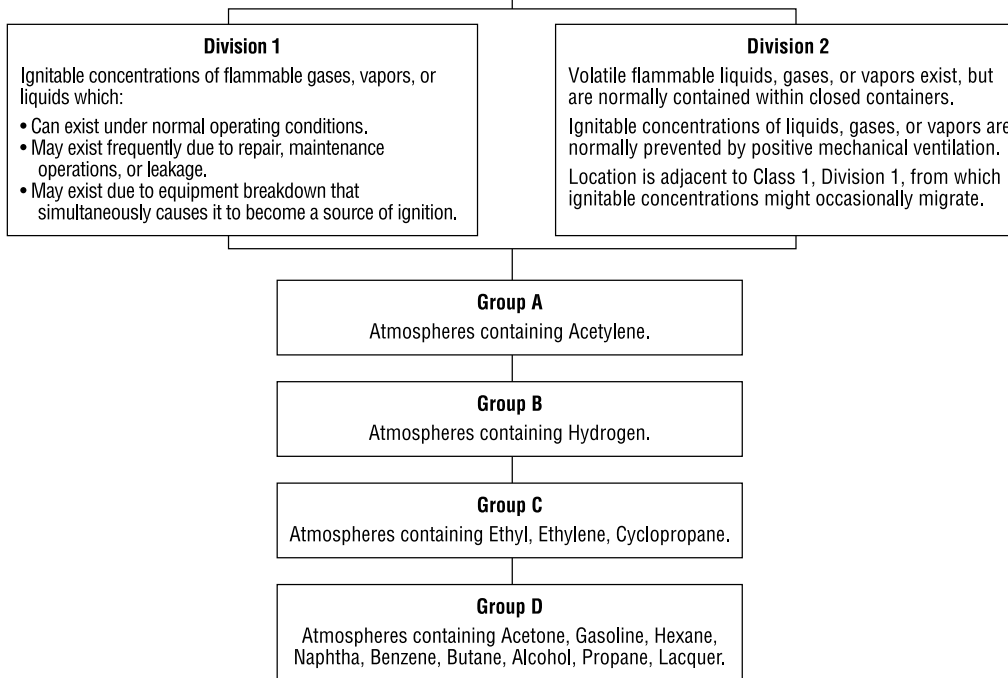 Division 1
Ignitable concentrations of flammable gases, vapors, or
liquids which:
• Can exist under normal operating conditions.
• May exist frequently due to repair, maintenance
operations, or leakage.
• May exist due to equipment breakdown that
simultaneously causes it to become a source of ignition.
Division 2
Volatile flammable liquids, gases, or vapors exist, but
are normally contained within closed containers.
Ignitable concentrations of liquids, gases, or vapors are
normally prevented by positive mechanical ventilation.
Location is adjacent to Class 1, Division 1, from which
ignitable concentrations might occasionally migrate.
Group A
Atmospheres containing Acetylene.
Group B
Atmospheres containing Hydrogen.
Group C
Atmospheres containing Ethyl, Ethylene, Cyclopropane.
Group D
Atmospheres containing Acetone, Gasoline, Hexane,
Naphtha, Benzene, Butane, Alcohol, Propane, Lacquer.